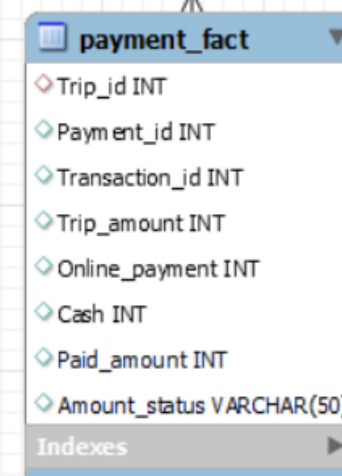 payment_fact
Trip_id INT
Payment_id INT
Transaction_id INT
Trip_amount INT
Online_payment INT
Cash INT
Paid_amount INT
Amount_status VARCHAR(50)
Indexes